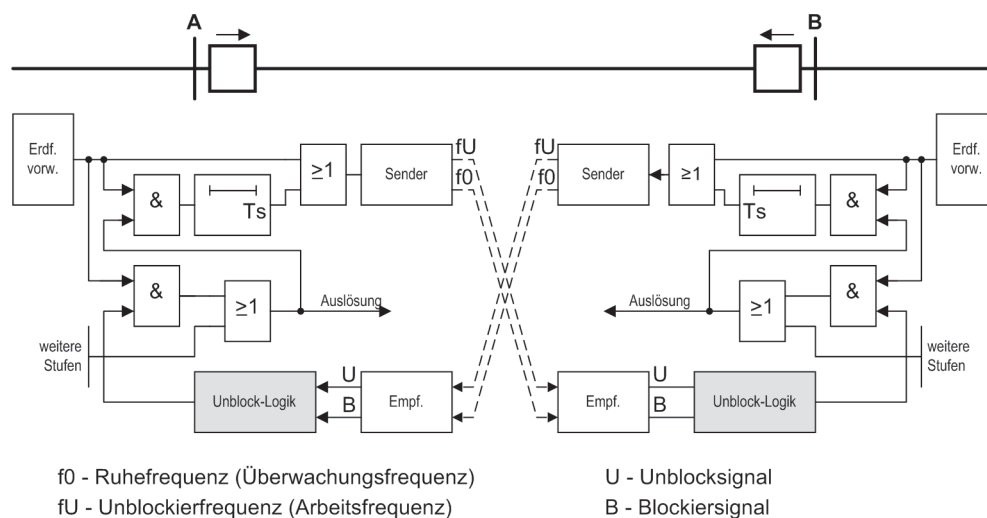 A
B
Erdf.
vorw.
&
Ts
≥1
Sender
fU
f0
fU
f0
Sender
≥1
Ts
&
Erdf.
vorw.
&
≥1
Auslösung
Auslösung
≥1
&
weitere
Stufen
weitere
Stufen
Unblock-Logik
U
B
Empf.
Empf.
U
B
Unblock-Logik
f0 - Ruhefrequenz (Überwachungsfrequenz)
U - Unblocksignal
fU - Unblockierfrequenz (Arbeitsfrequenz)
B - Blockiersignal